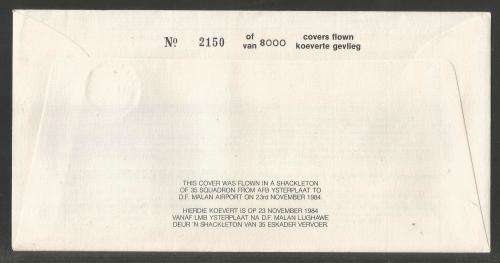 Nº 2150 of van 8000 covers flown koeverte gevlieg
THIS COVER WAS FLOWN IN A SHACKLETON
OF 35 SQUADRON FROM AFB YSTERPLAAT TO
D.F. MALAN AIRPORT ON 23rd NOVEMBER 1984
HIERDIE KOEVERT IS OP 23 NOVEMBER 1984
VANAF LMB YSTERPLAAT NA D.F. MALAN LUGHAWE
DEUR 'N SHACKLETON VAN 35 ESKADER VERVOER